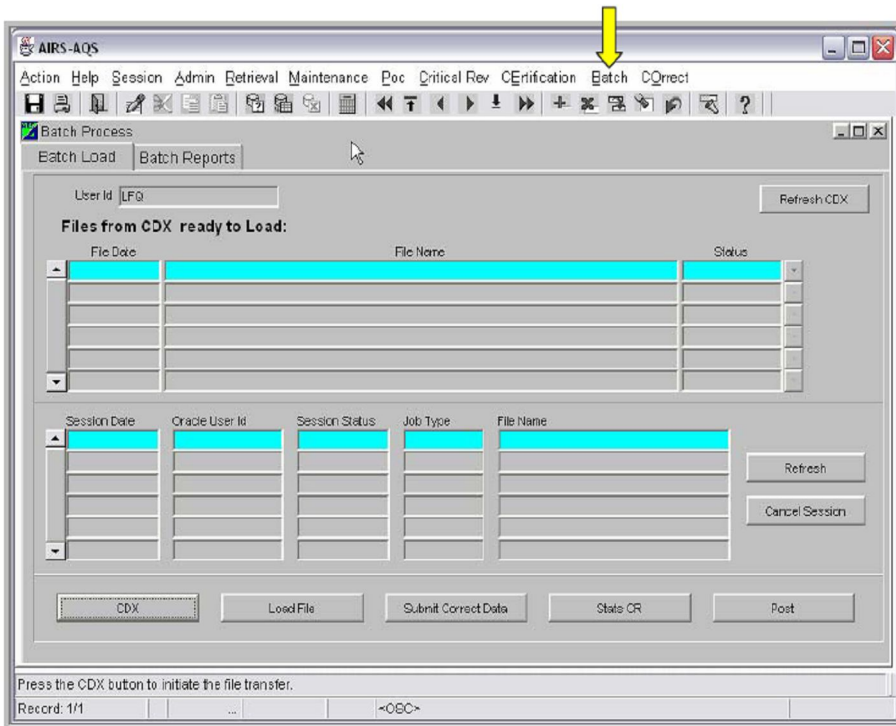 AIRS-AQS
Action Help Session Admin Retrieval Maintenance Poc Critical Rev CErtification Batch COrrect
Batch Process
Batch Load Batch Reports
User Id LFQ
Refresh CDX
Files from CDX ready to Load:
File Date File Name Status
Session Date Oracle User Id Session Status Job Type File Name
Refresh
Cancel Session
CDX Load File Submit Correct Data Stats CR Post
Press the CDX button to initiate the file transfer.
Record: 1/1 ... <OSC>